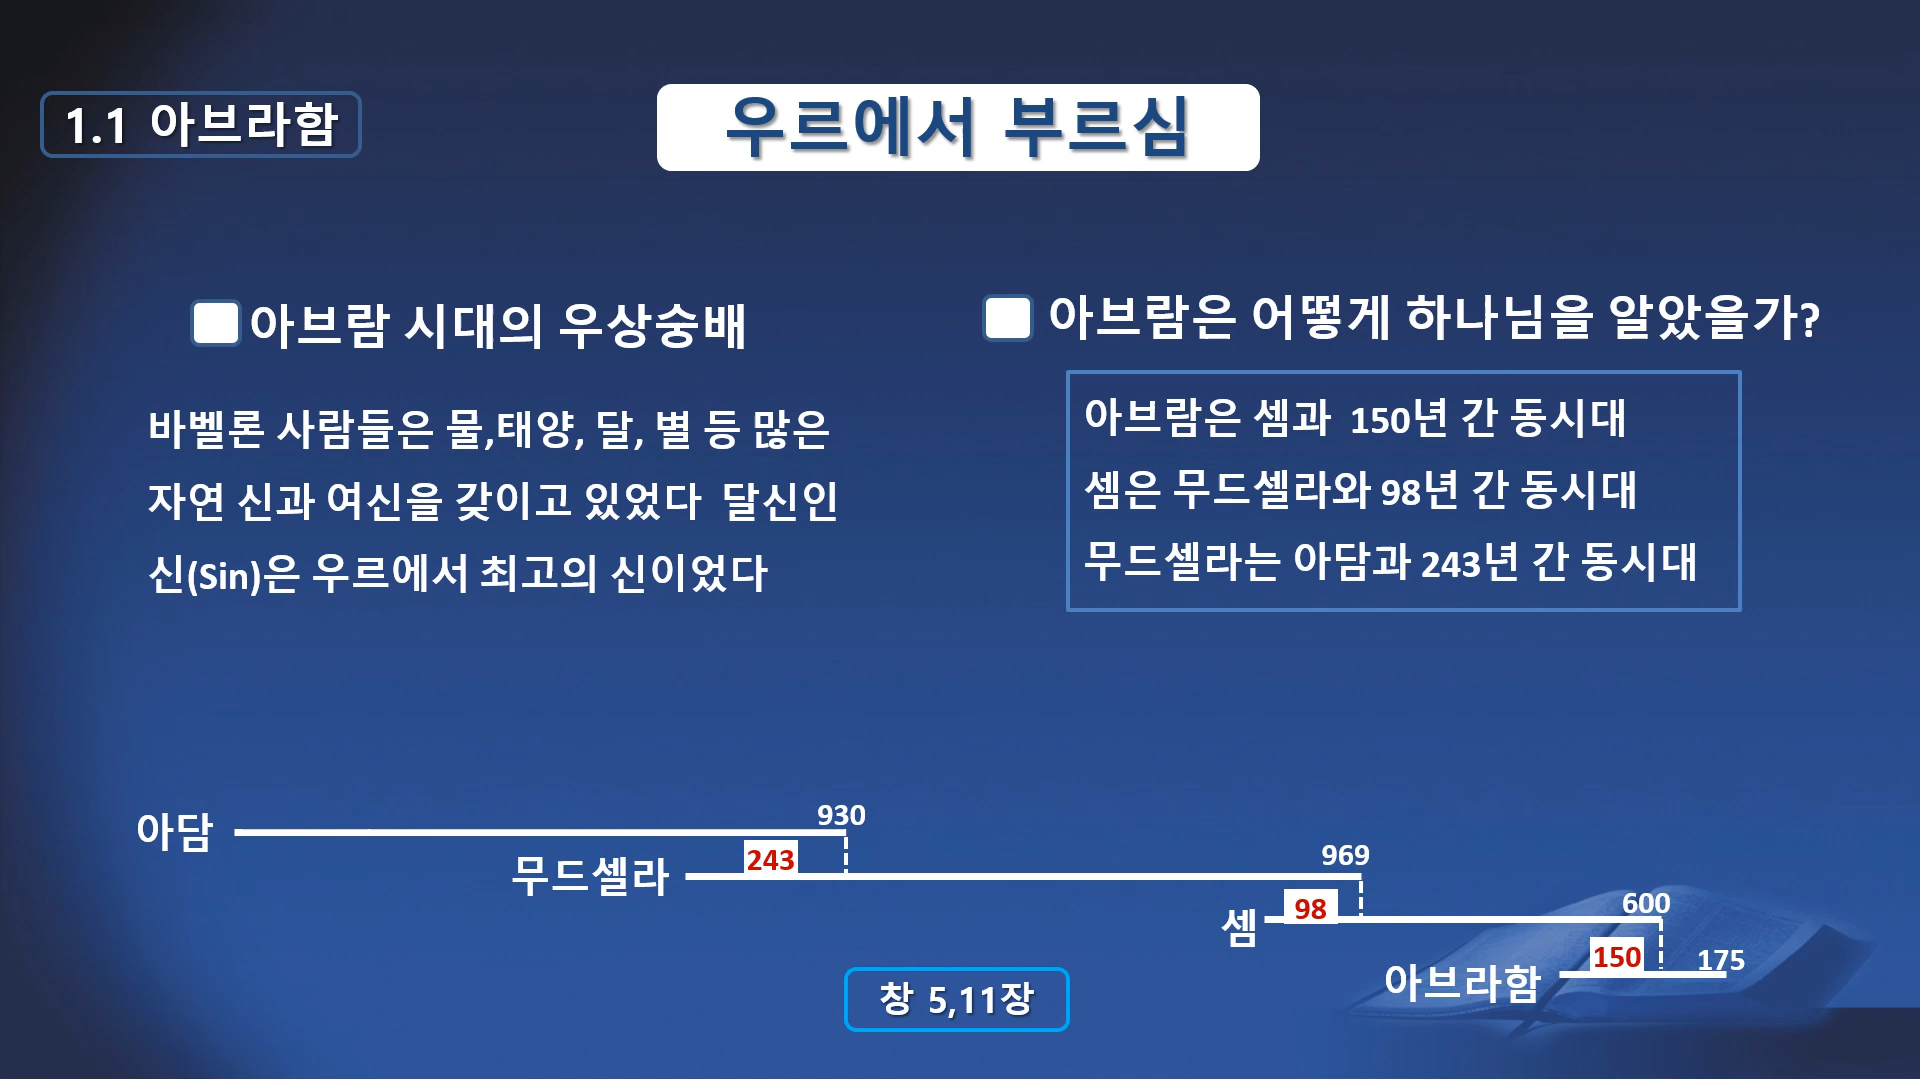 1.1 아브라함
우르에서 부르심
아브람 시대의 우상숭배
바벨론 사람들은 물,태양, 달, 별 등 많은
자연 신과 여신을 갖이고 있었다 달신인
신(Sin)은 우르에서 최고의 신이었다
아브람은 어떻게 하나님을 알았을가?
아브람은 셈과 150년 간 동시대
셈은 무드셀라와 98년 간 동시대
무드셀라는 아담과 243년 간 동시대
아담
930
243
무드셀라
969
98
셈
600
150
175
아브라함
창 5,11장